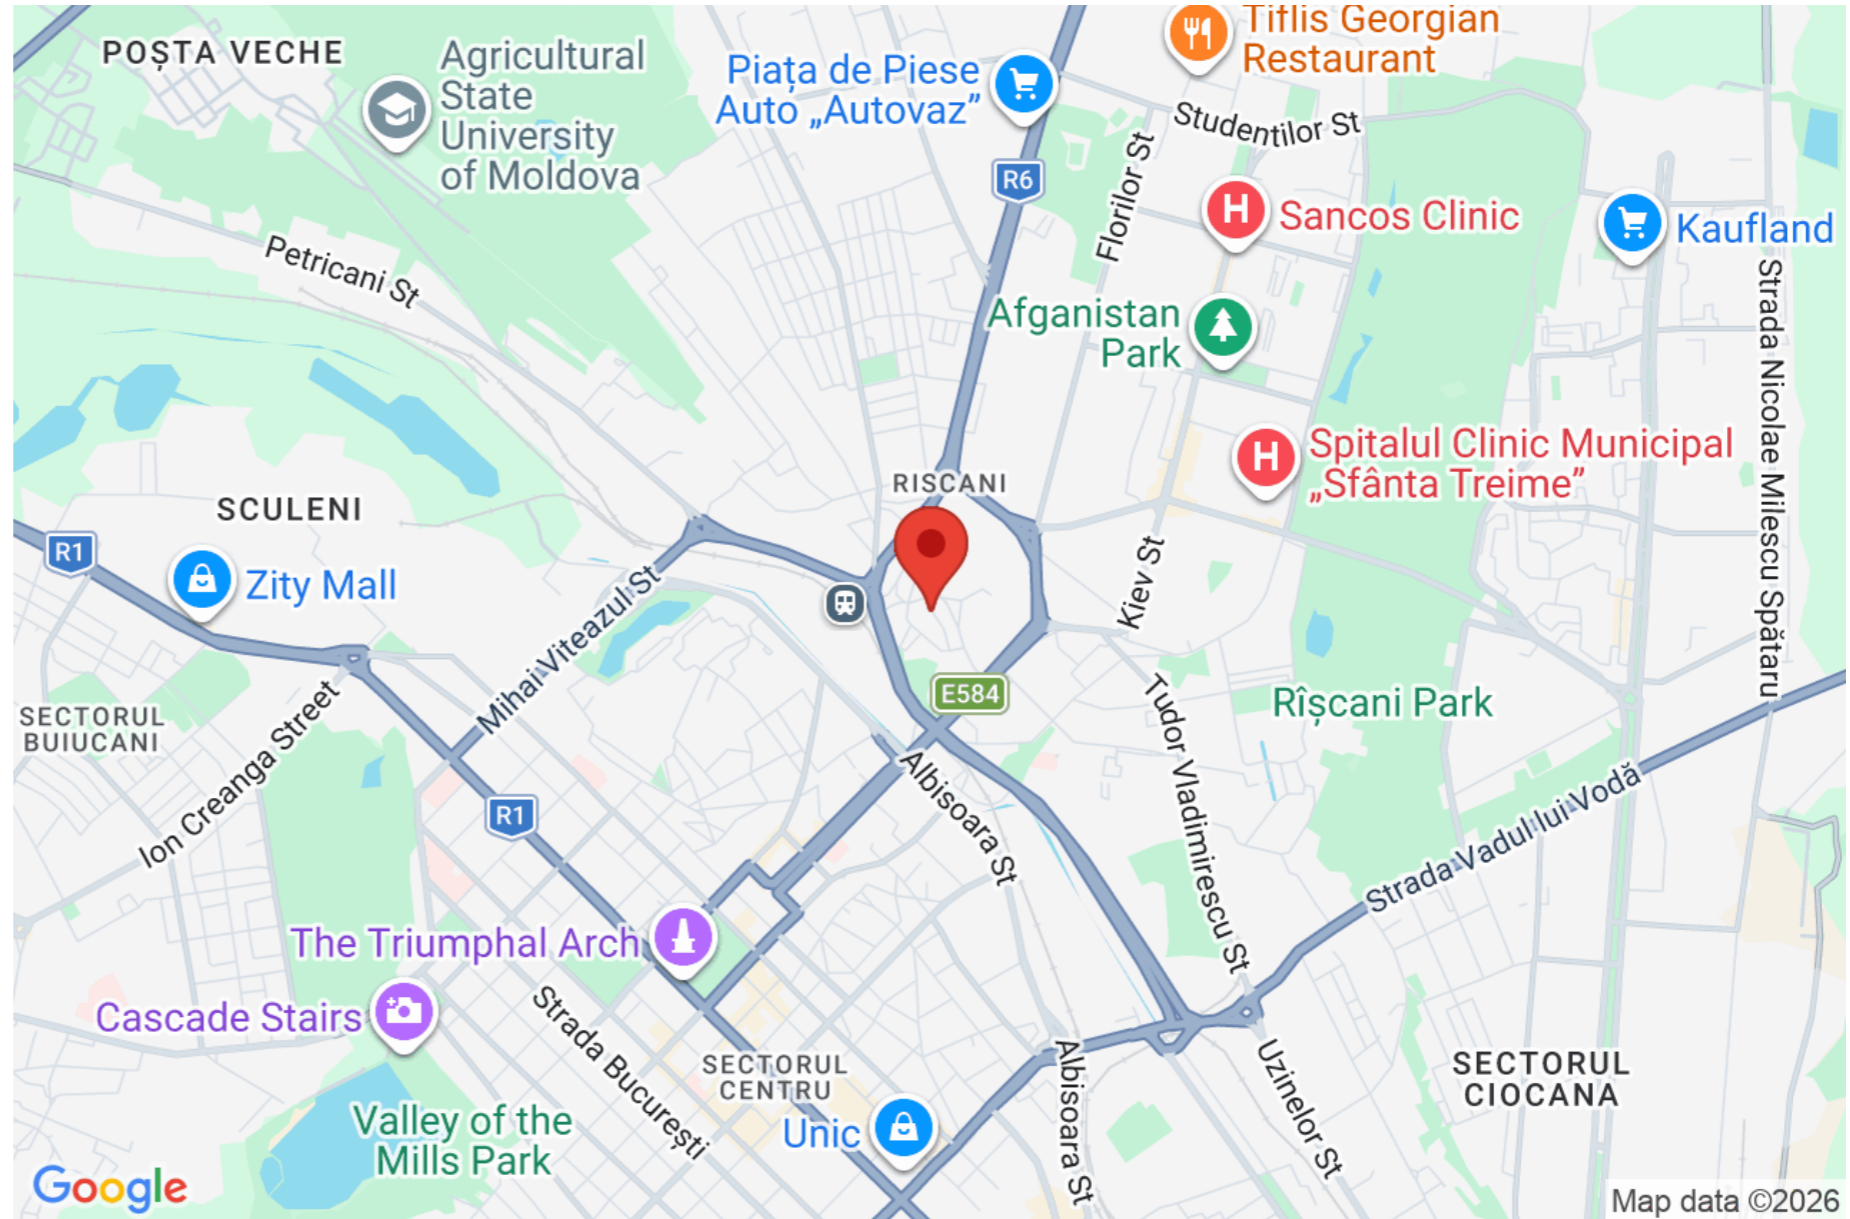 POȘTA VECHE
Agricultural
State
University
of Moldova
Piața de Piese
Auto „Autovaz”
Tiflis Georgian
Restaurant
Studentilor St
R6
Florilor St
Sancos Clinic
Kaufland
Petricani St
Afganistan
Park
Strada Nicolae Milescu Spătaru
Spitalul Clinic Municipal
„Sfânta Treime”
RISCANI
SCULENI
R1
Zity Mall
Mihai Viteazul St
Kiev St
E584
Rîșcani Park
SECTORUL
BUIUCANI
Ion Creanga Street
Tudor Vladimirescu St
R1
Albisoara St
Strada Vadul lui Vodă
The Triumphal Arch
Cascade Stairs
Strada București
SECTORUL
CENTRU
Albisoara St
Uzinelor St
SECTORUL
CIOCANA
Valley of the
Mills Park
Unic
Google
Map data ©2026